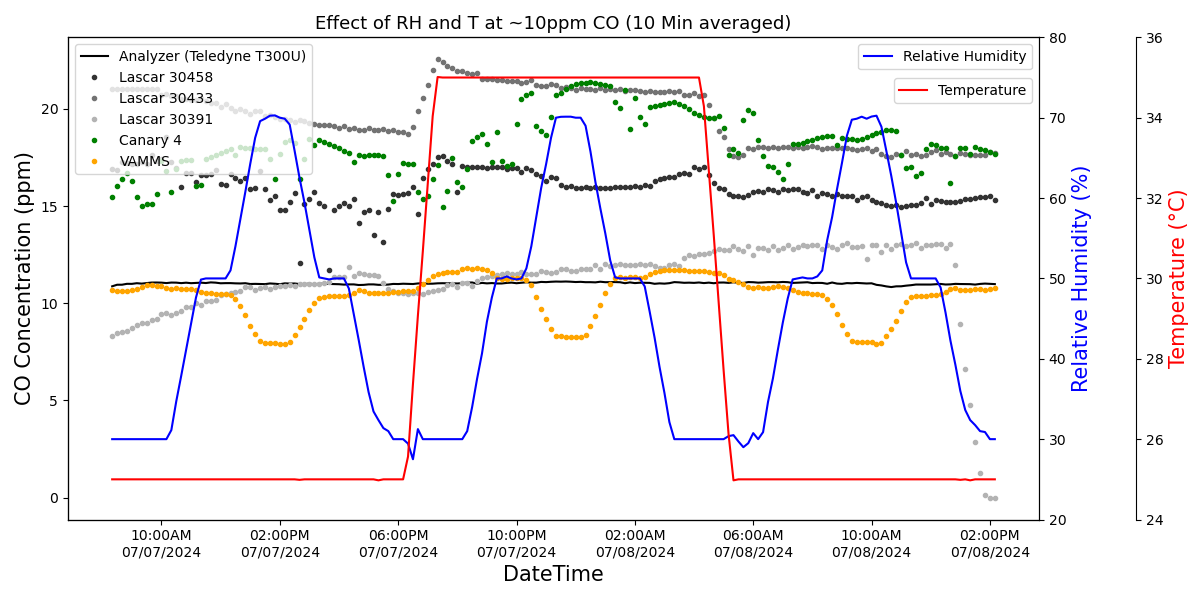 Effect of RH and T at ~10ppm CO (10 Min averaged)
Analyzer (Teledyne T300U)
Lascar 30458
Lascar 30433
Lascar 30391
Canary 4
VAMMS
Relative Humidity
Temperature
CO Concentration (ppm)
20
15
10
5
0
80
70
60
50
40
30
20
Relative Humidity (%)
36
34
32
30
28
26
24
Temperature (°C)
10:00AM 02:00PM 06:00PM 10:00PM 02:00AM 06:00AM 10:00AM 02:00PM
07/07/2024 07/07/2024 07/07/2024 07/07/2024 07/08/2024 07/08/2024 07/08/2024 07/08/2024
DateTime